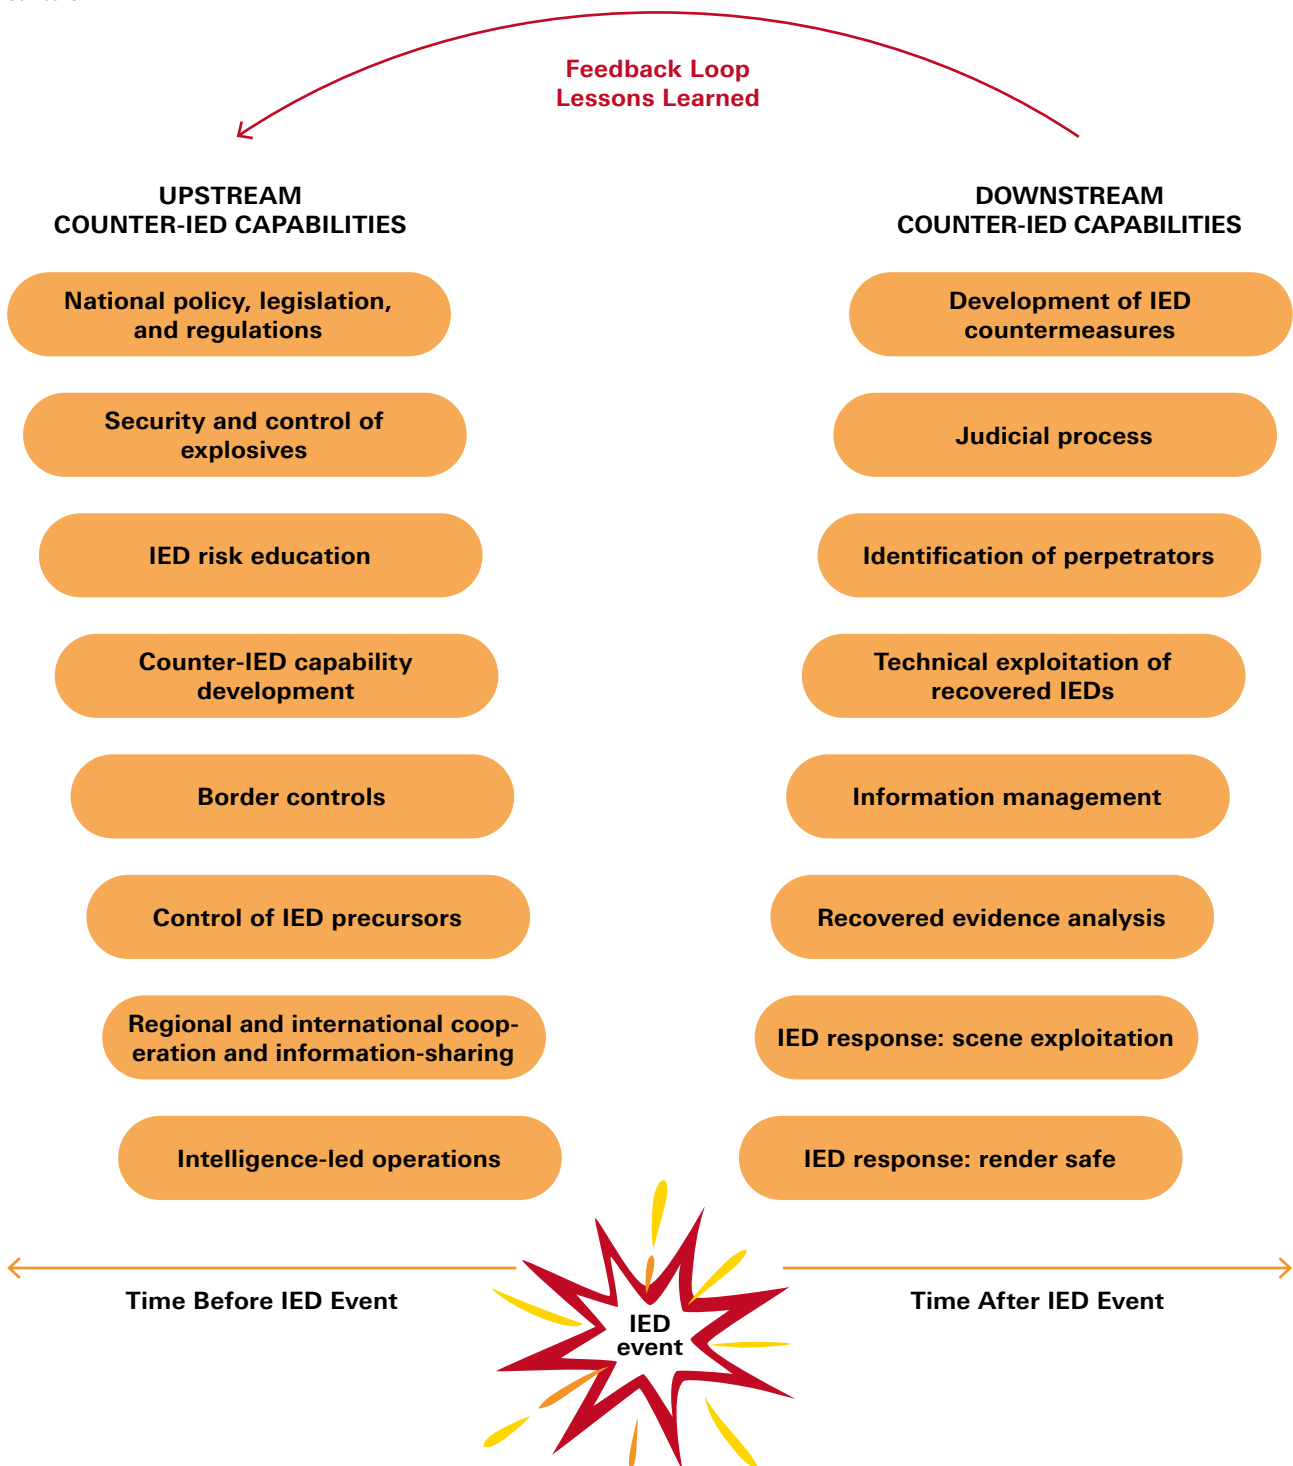 Feedback Loop
Lessons Learned
UPSTREAM
COUNTER-IED CAPABILITIES
National policy, legislation,
and regulations
Security and control of
explosives
IED risk education
Counter-IED capability
development
Border controls
Control of IED precursors
Regional and international coop-
eration and information-sharing
Intelligence-led operations
DOWNSTREAM
COUNTER-IED CAPABILITIES
Development of IED
countermeasures
Judicial process
Identification of perpetrators
Technical exploitation of
recovered IEDs
Information management
Recovered evidence analysis
IED response: scene exploitation
IED response: render safe
Time Before IED Event
IED
event
Time After IED Event